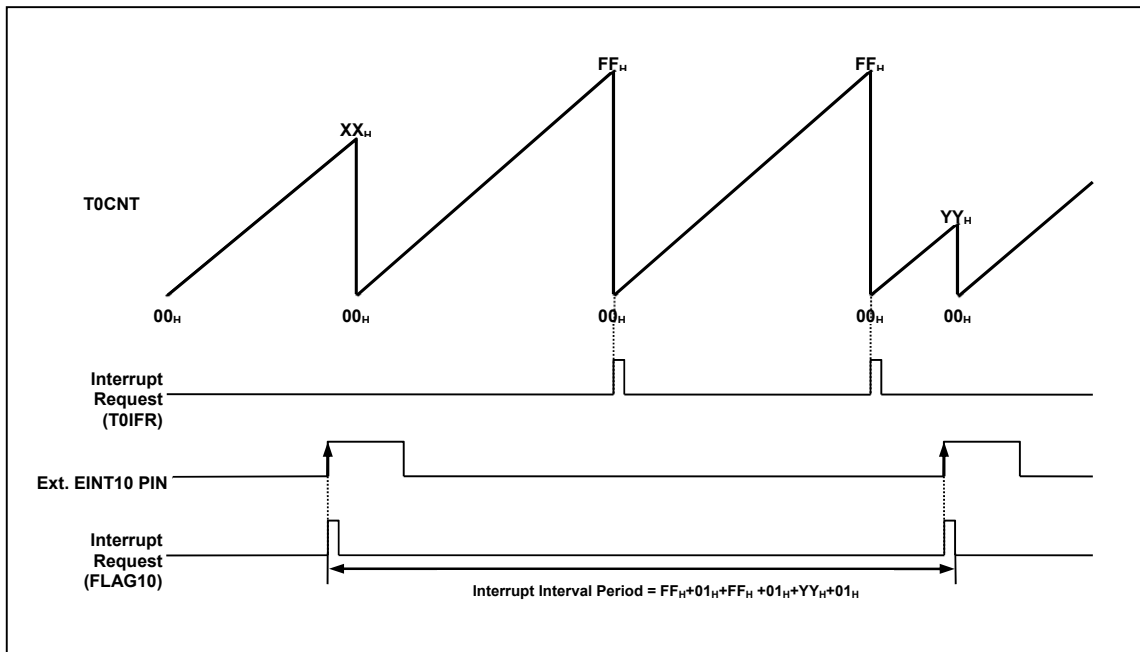 FFH FFH
XXH
T0CNT
YYH
00H 00H 00H 00H 00H
Interrupt
Request
(T0IFR)
Ext. EINT10 PIN
Interrupt
Request
(FLAG10)
Interrupt Interval Period = FFH+01H+FFH +01H+YYH+01H